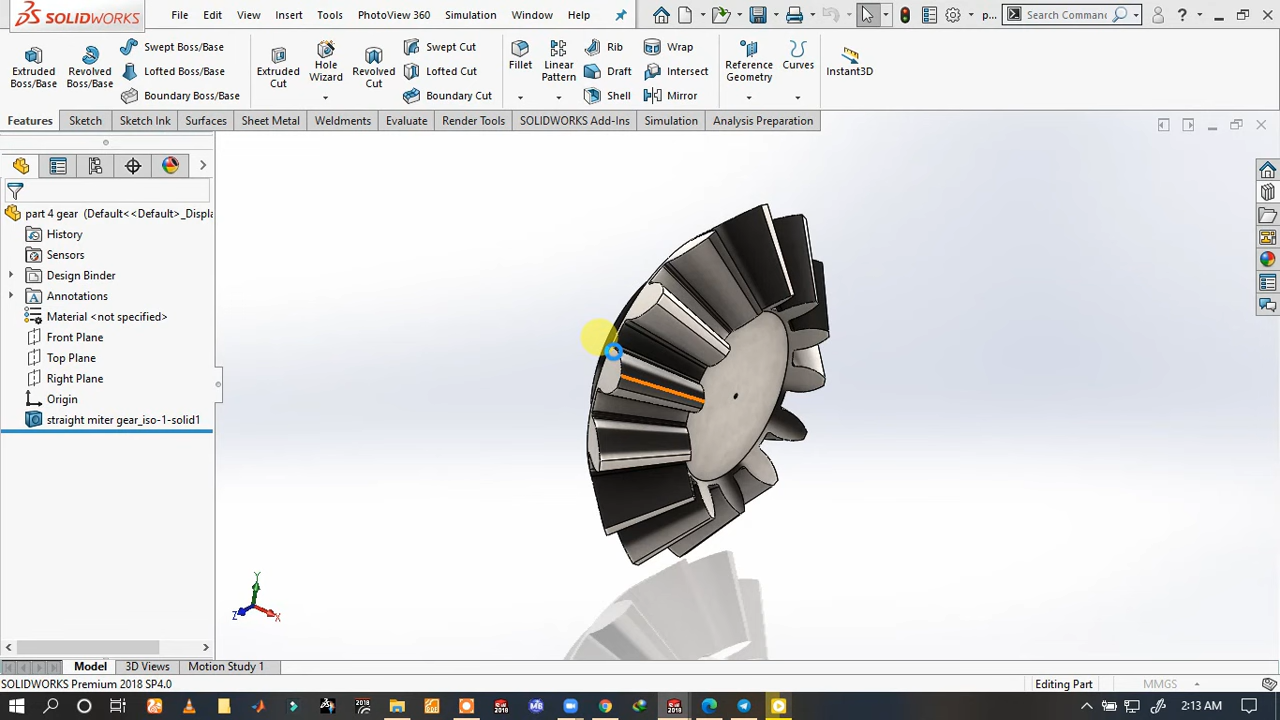 SOLIDWORKS File Edit View Insert Tools PhotoView 360 Simulation Window Help p... Search Comman
Extruded Boss/Base
Revolved Boss/Base
Swept Boss/Base
Lofted Boss/Base
Boundary Boss/Base
Extruded Cut
Hole Wizard
Revolved Cut
Swept Cut
Lofted Cut
Boundary Cut
Fillet
Linear Pattern
Rib
Draft
Shell
Wrap
Intersect
Mirror
Reference Geometry
Curves
Instant3D
Features Sketch Sketch Ink Surfaces Sheet Metal Weldments Evaluate Render Tools SOLIDWORKS Add-Ins Simulation Analysis Preparation
part 4 gear (Default<<Default>_Displa
History
Sensors
Design Binder
Annotations
Material <not specified>
Front Plane
Top Plane
Right Plane
Origin
straight miter gear_iso-1-solid1
Y
Z
X
Model 3D Views Motion Study 1
SOLIDWORKS Premium 2018 SP4.0 Editing Part MMGS
2:13 AM